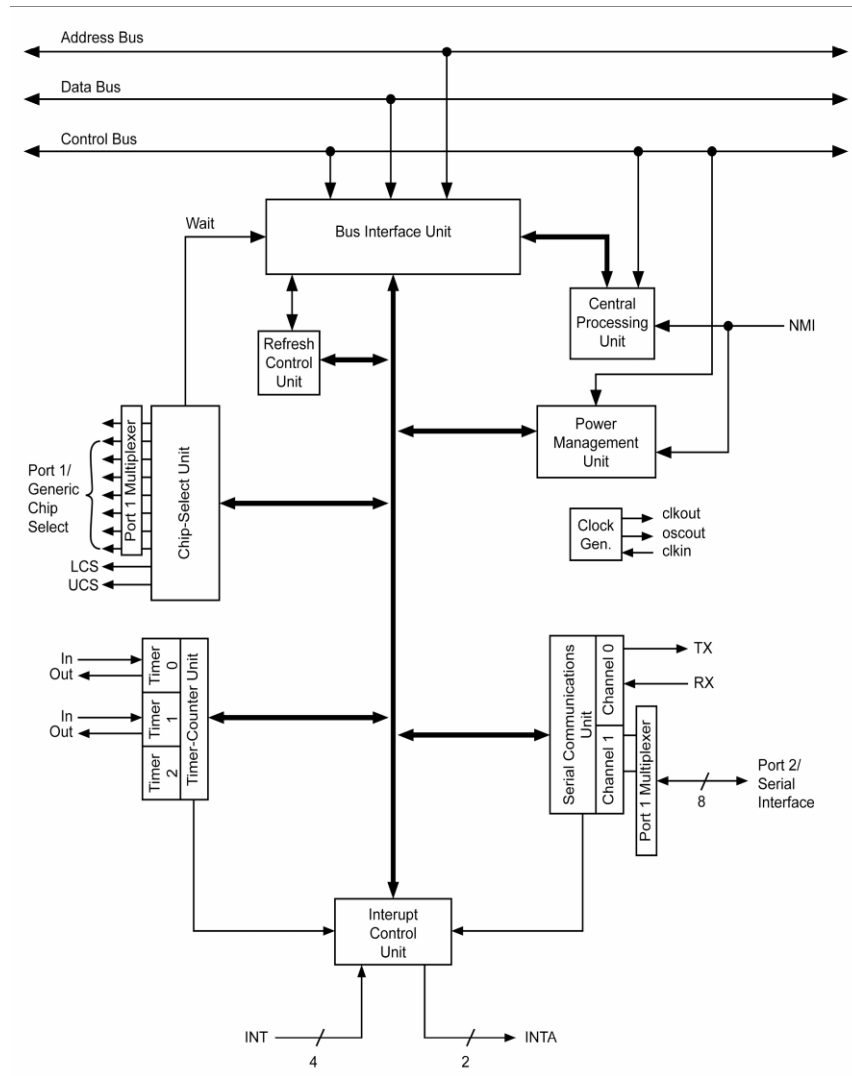 Address Bus
Data Bus
Control Bus
Wait
Bus Interface Unit
Central
Processing
Unit
NMI
Refresh
Control
Unit
Power
Management
Unit
Port 1/
Generic
Chip
Select
Port 1 Multiplexer
Chip-Select Unit
LCS
UCS
Clock
Gen.
clkout
oscout
clkin
In
Out
In
Out
Timer
0
Timer
1
Timer
2
Timer-Counter Unit
Serial Communications
Unit
Channel 0
Channel 1
TX
RX
Port 1 Multiplexer
8
Port 2/
Serial
Interface
Interupt
Control
Unit
INT
4
2
INTA